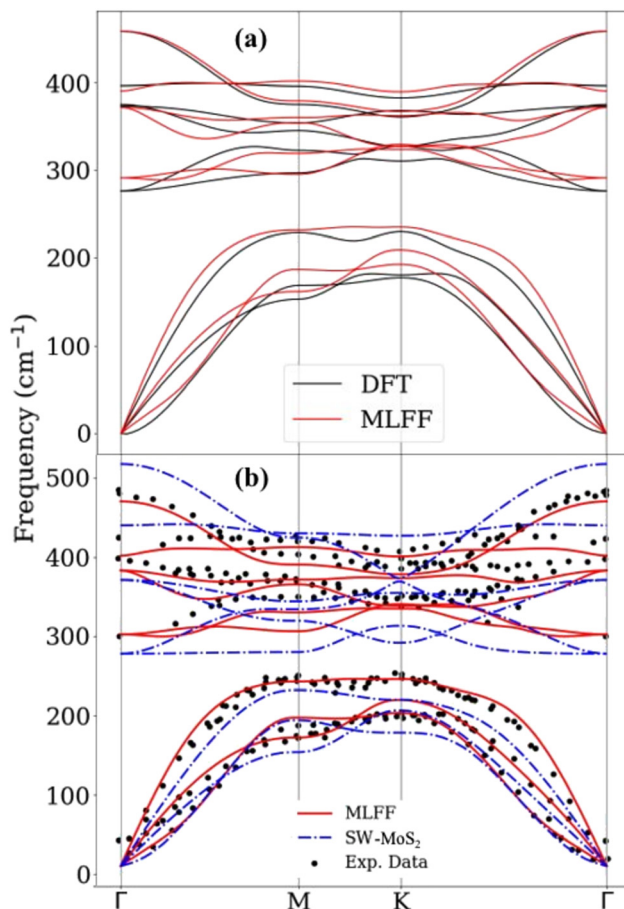 (a)
400
300
200
100
0
DFT
MLFF
Frequency (cm⁻¹)
(b)
500
400
300
200
100
0
MLFF
SW-MoS₂
Exp. Data
Γ M K Γ